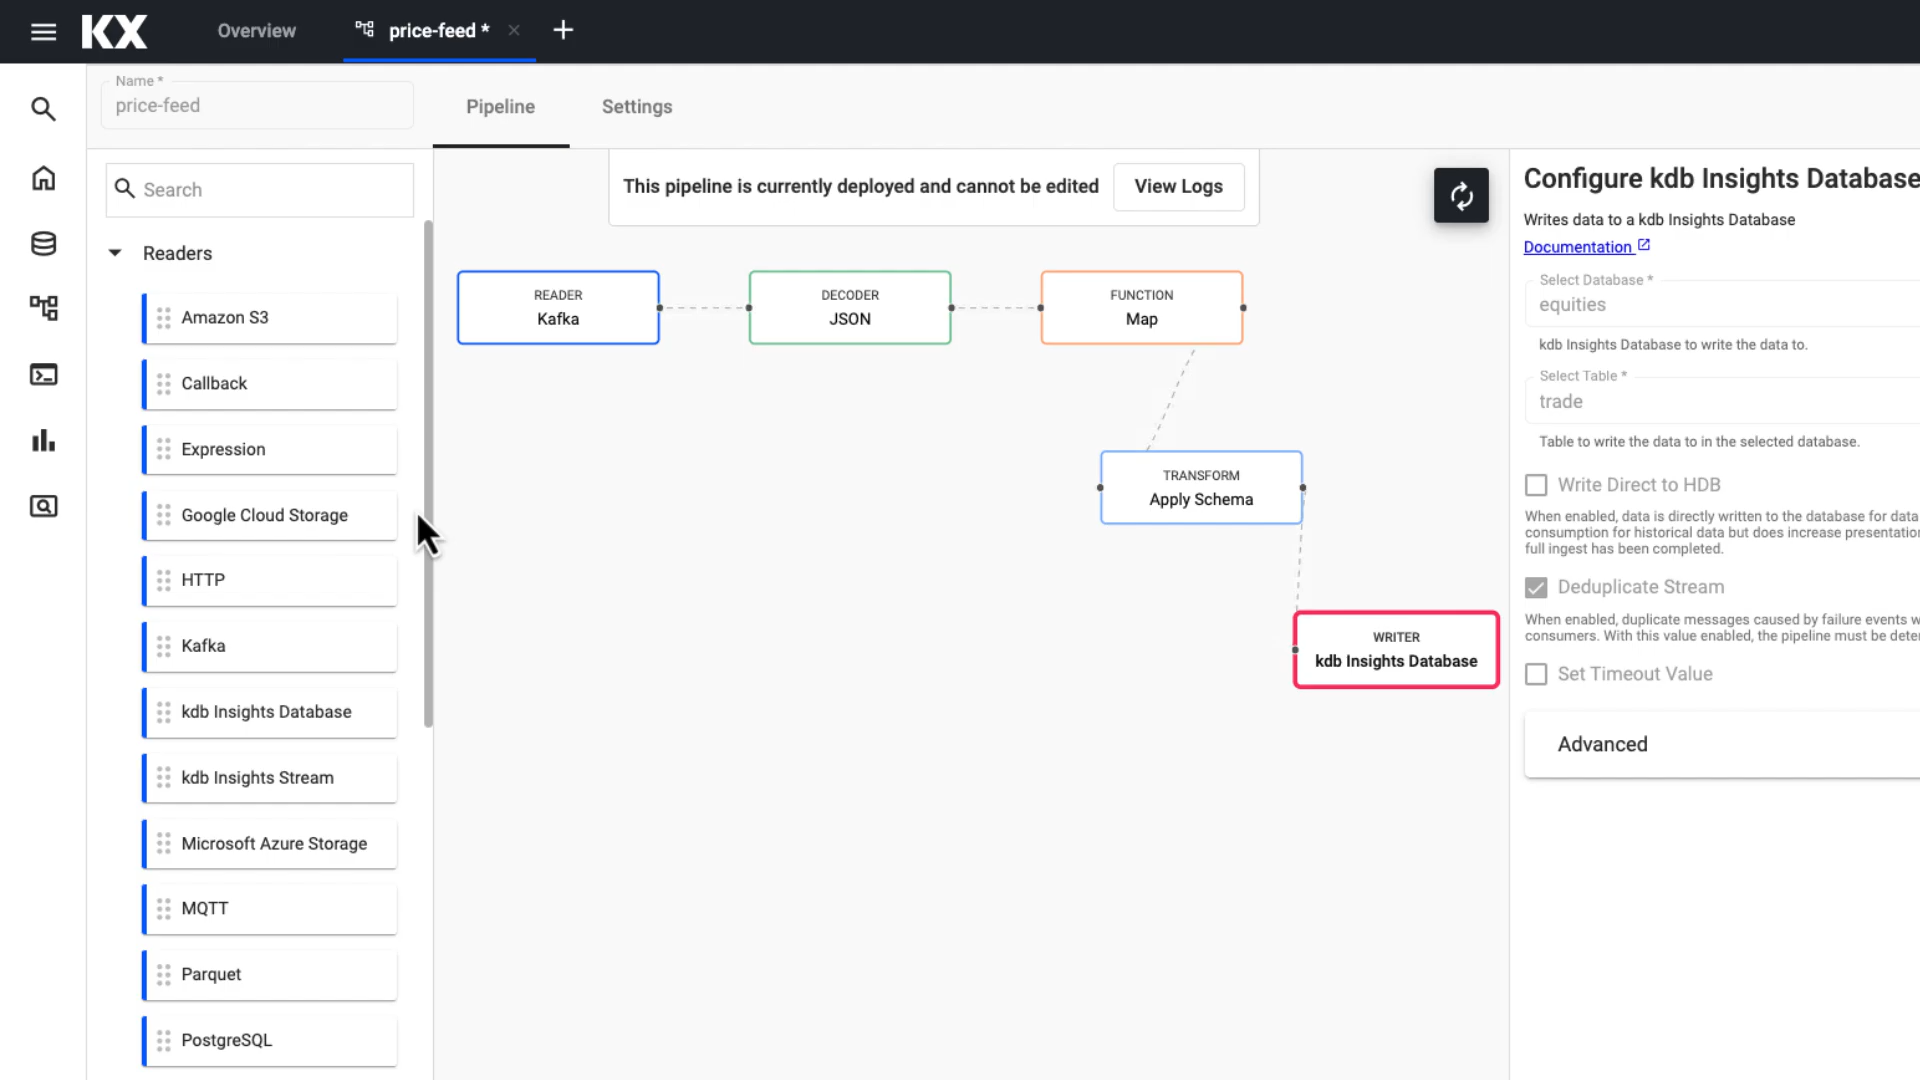 KX
Overview
price-feed *
Name *
price-feed
Pipeline
Settings
Search
Readers
Amazon S3
Callback
Expression
Google Cloud Storage
HTTP
Kafka
kdb Insights Database
kdb Insights Stream
Microsoft Azure Storage
MQTT
Parquet
PostgreSQL
This pipeline is currently deployed and cannot be edited
View Logs
READER
Kafka
DECODER
JSON
FUNCTION
Map
TRANSFORM
Apply Schema
WRITER
kdb Insights Database
Configure kdb Insights Database
Writes data to a kdb Insights Database
Documentation
Select Database *
equities
kdb Insights Database to write the data to.
Select Table *
trade
Table to write the data to in the selected database.
Write Direct to HDB
When enabled, data is directly written to the database for data
consumption for historical data but does increase presentation
full ingest has been completed.
Deduplicate Stream
When enabled, duplicate messages caused by failure events
consumers. With this value enabled, the pipeline must be
Set Timeout Value
Advanced